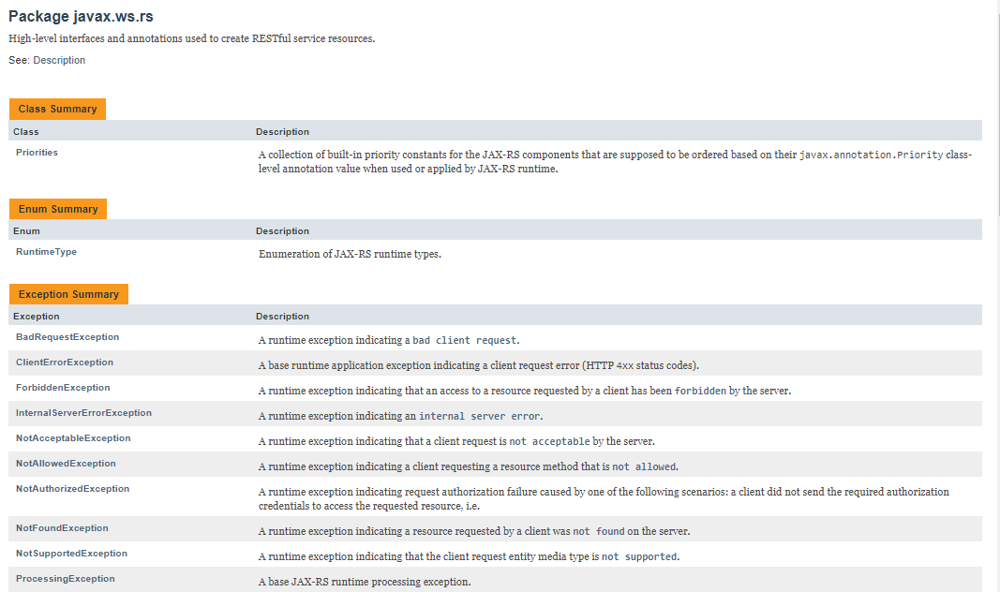 Package javax.ws.rs
High-level interfaces and annotations used to create RESTful service resources.
See: Description
Class Summary
Class Description
Priorities A collection of built-in priority constants for the JAX-RS components that are supposed to be ordered based on their javax.annotation.Priority class-
level annotation value when used or applied by JAX-RS runtime.
Enum Summary
Enum Description
RuntimeType Enumeration of JAX-RS runtime types.
Exception Summary
Exception Description
BadRequestException A runtime exception indicating a bad client request.
ClientErrorException A base runtime application exception indicating a client request error (HTTP 4xx status codes).
ForbiddenException A runtime exception indicating that an access to a resource requested by a client has been forbidden by the server.
InternalServerErrorException A runtime exception indicating an internal server error.
NotAcceptableException A runtime exception indicating that a client request is not acceptable by the server.
NotAllowedException A runtime exception indicating a client requesting a resource method that is not allowed.
NotAuthorizedException A runtime exception indicating request authorization failure caused by one of the following scenarios: a client did not send the required authorization
credentials to access the requested resource, i.e.
NotFoundException A runtime exception indicating a resource requested by a client was not found on the server.
NotSupportedException A runtime exception indicating that the client request entity media type is not supported.
ProcessingException A base JAX-RS runtime processing exception.